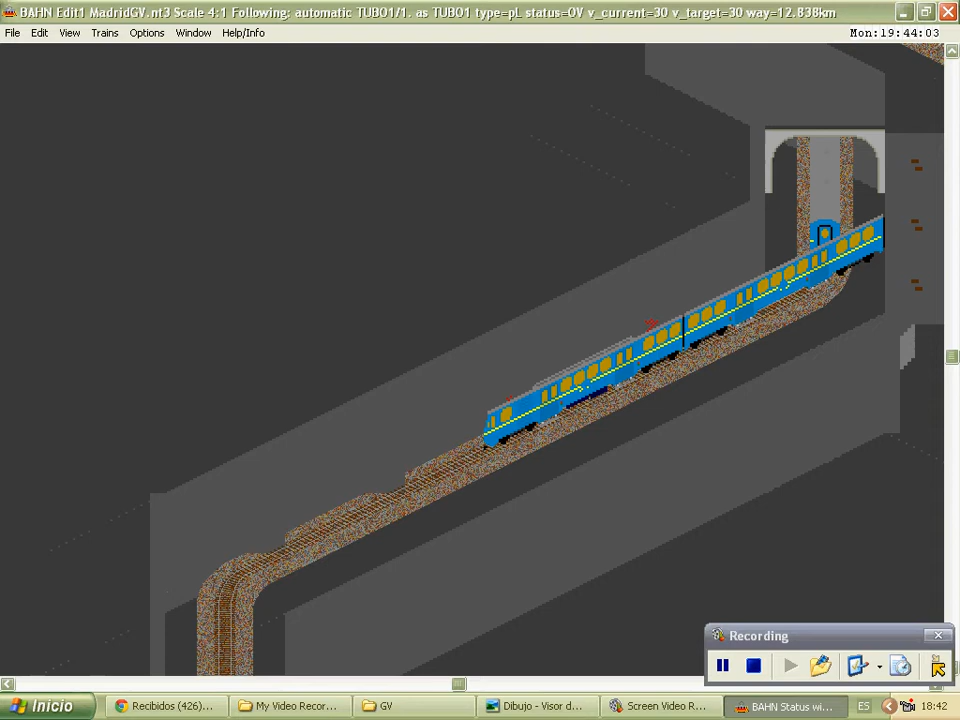 BAHN Edit1 MadridGV.nt3 Scale 4:1 Following: automatic TUBO1/1. as TUBO1 type=pL status=OV v_current=30 v_target=30 way=12.838km
File Edit View Trains Options Window Help/Info Mon:19:44:03
Recording
Inicio Recibidos (426)... My Video Recor... GV Dibujo - Visor d... Screen Video R... BAHN Status wi... ES 18:42